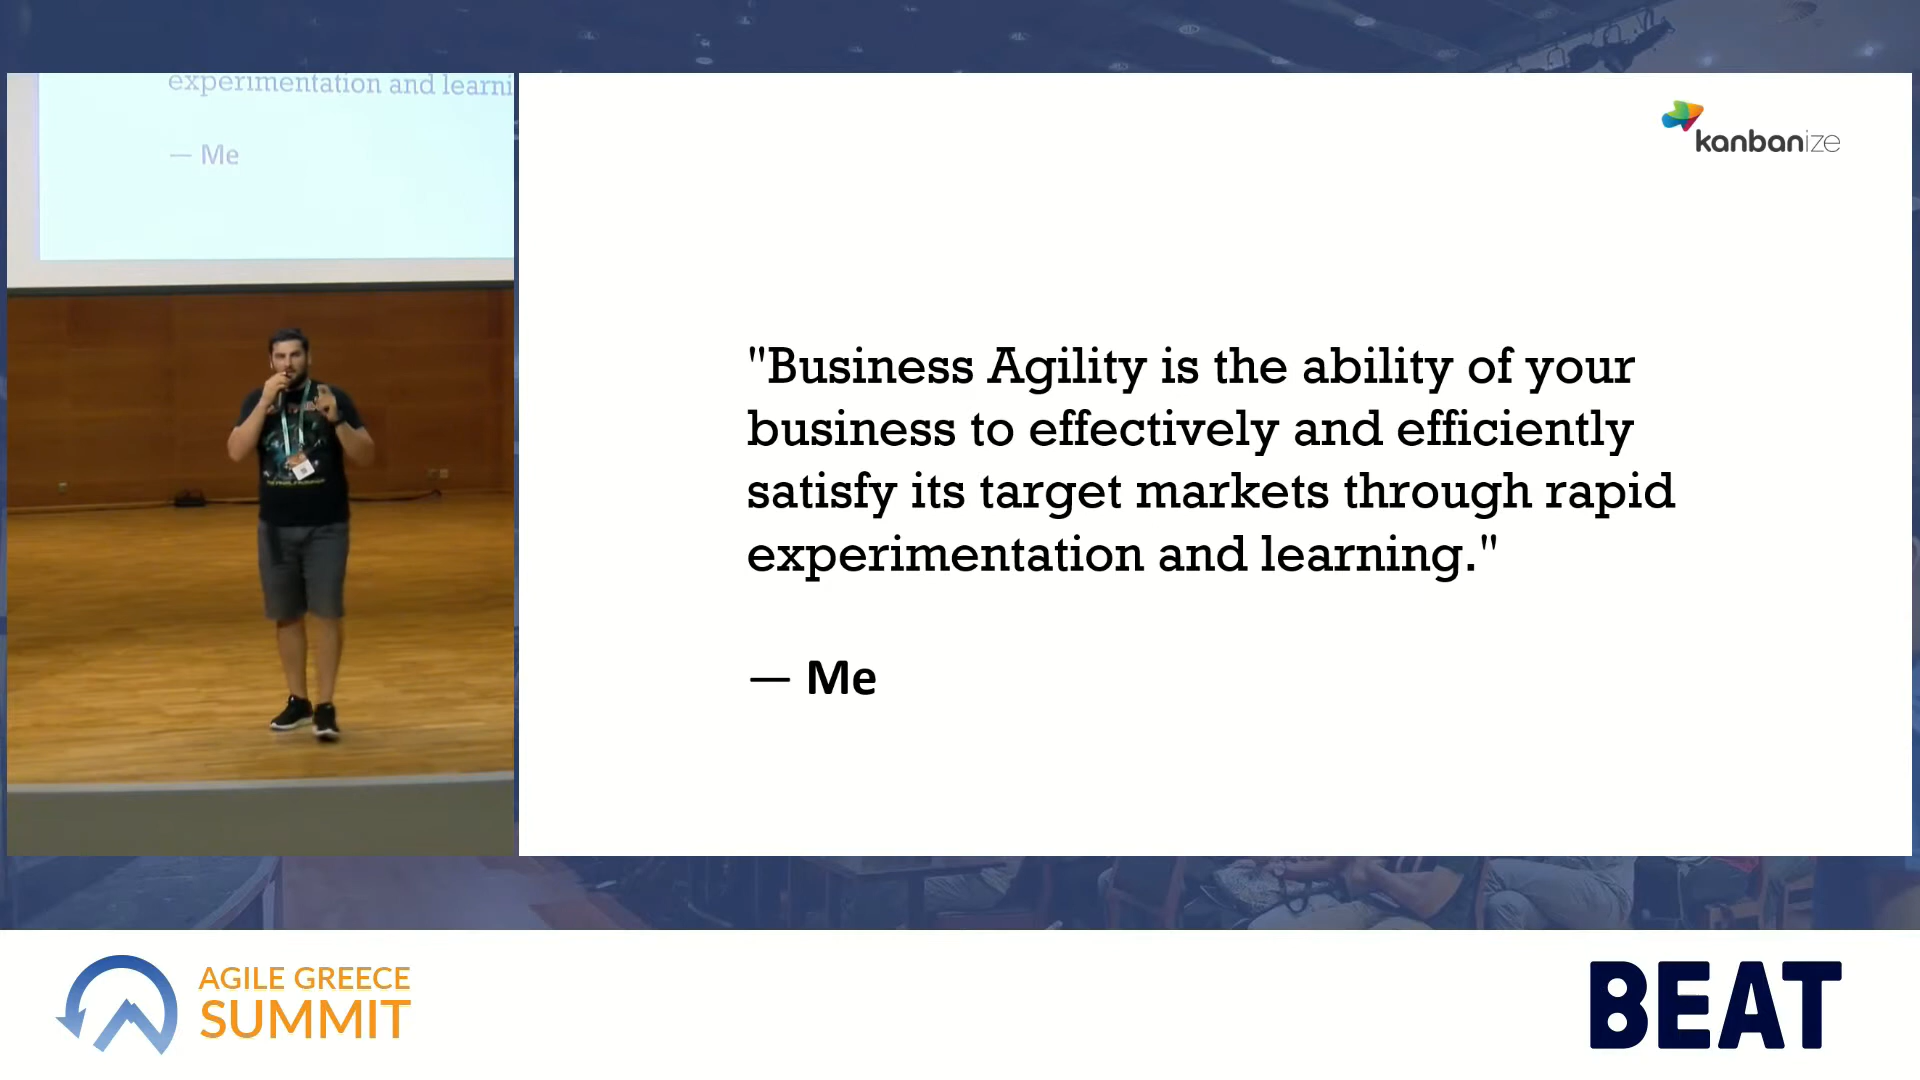 experimentation and learni
— Me
kanbanize
"Business Agility is the ability of your
business to effectively and efficiently
satisfy its target markets through rapid
experimentation and learning."
— Me
AGILE GREECE
SUMMIT
BEAT